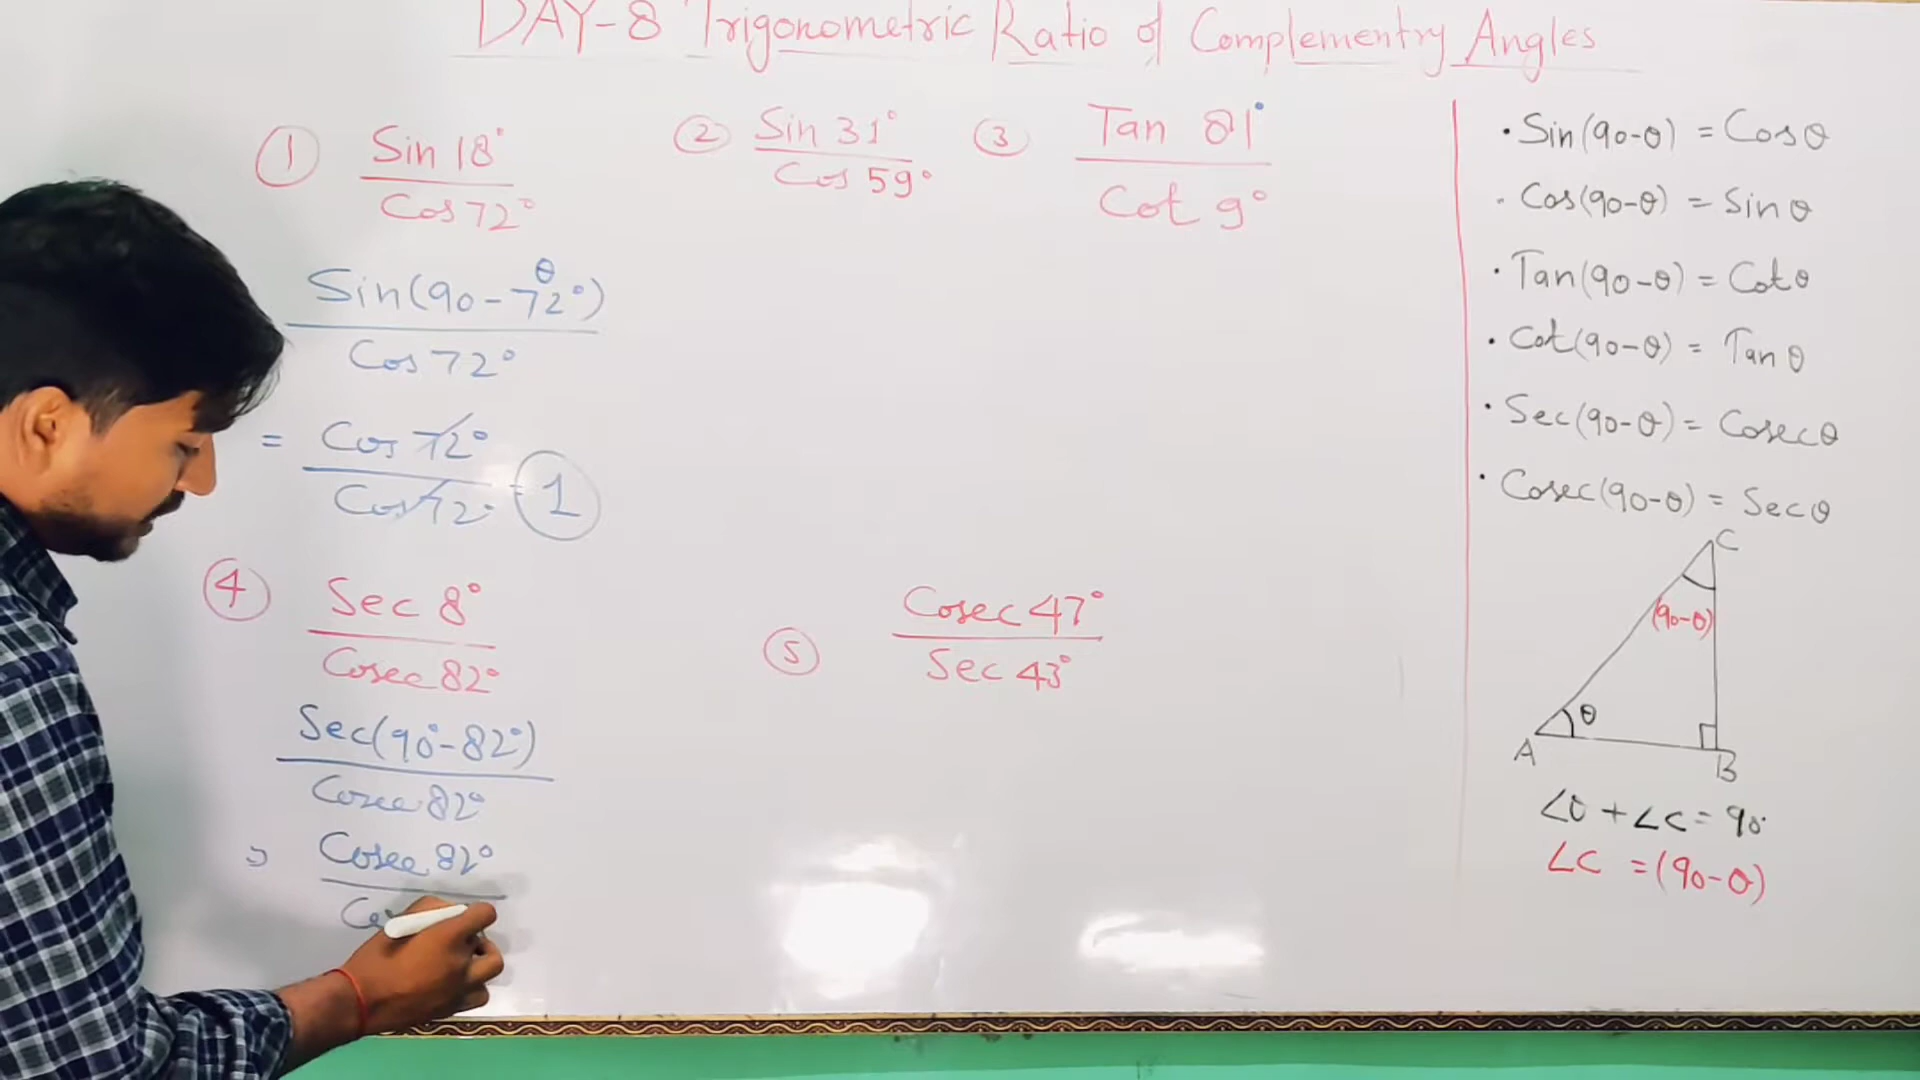 DAY-8 Trigonometric Ratio of Complementry Angles
① Sin 18°
Cos 72°
Sin(90-72°)
θ
Cos 72°
= Cos 72°
Cos 72° = 1
② Sin 31°
Cos 59°
③ Tan 81°
Cot 9°
④ Sec 8°
Cosec 82°
Sec(90°-82°)
Cosec 82°
Cosec 82°
⑤ Cosec 47°
Sec 43°
• Sin(90-θ) = Cosθ
• Cos(90-θ) = Sinθ
• Tan(90-θ) = Cotθ
• Cot(90-θ) = Tanθ
• Sec(90-θ) = Cosecθ
• Cosec(90-θ) = Secθ
C
(90-θ)
θ
A
B
∠θ + ∠C = 90°
∠C = (90-θ)